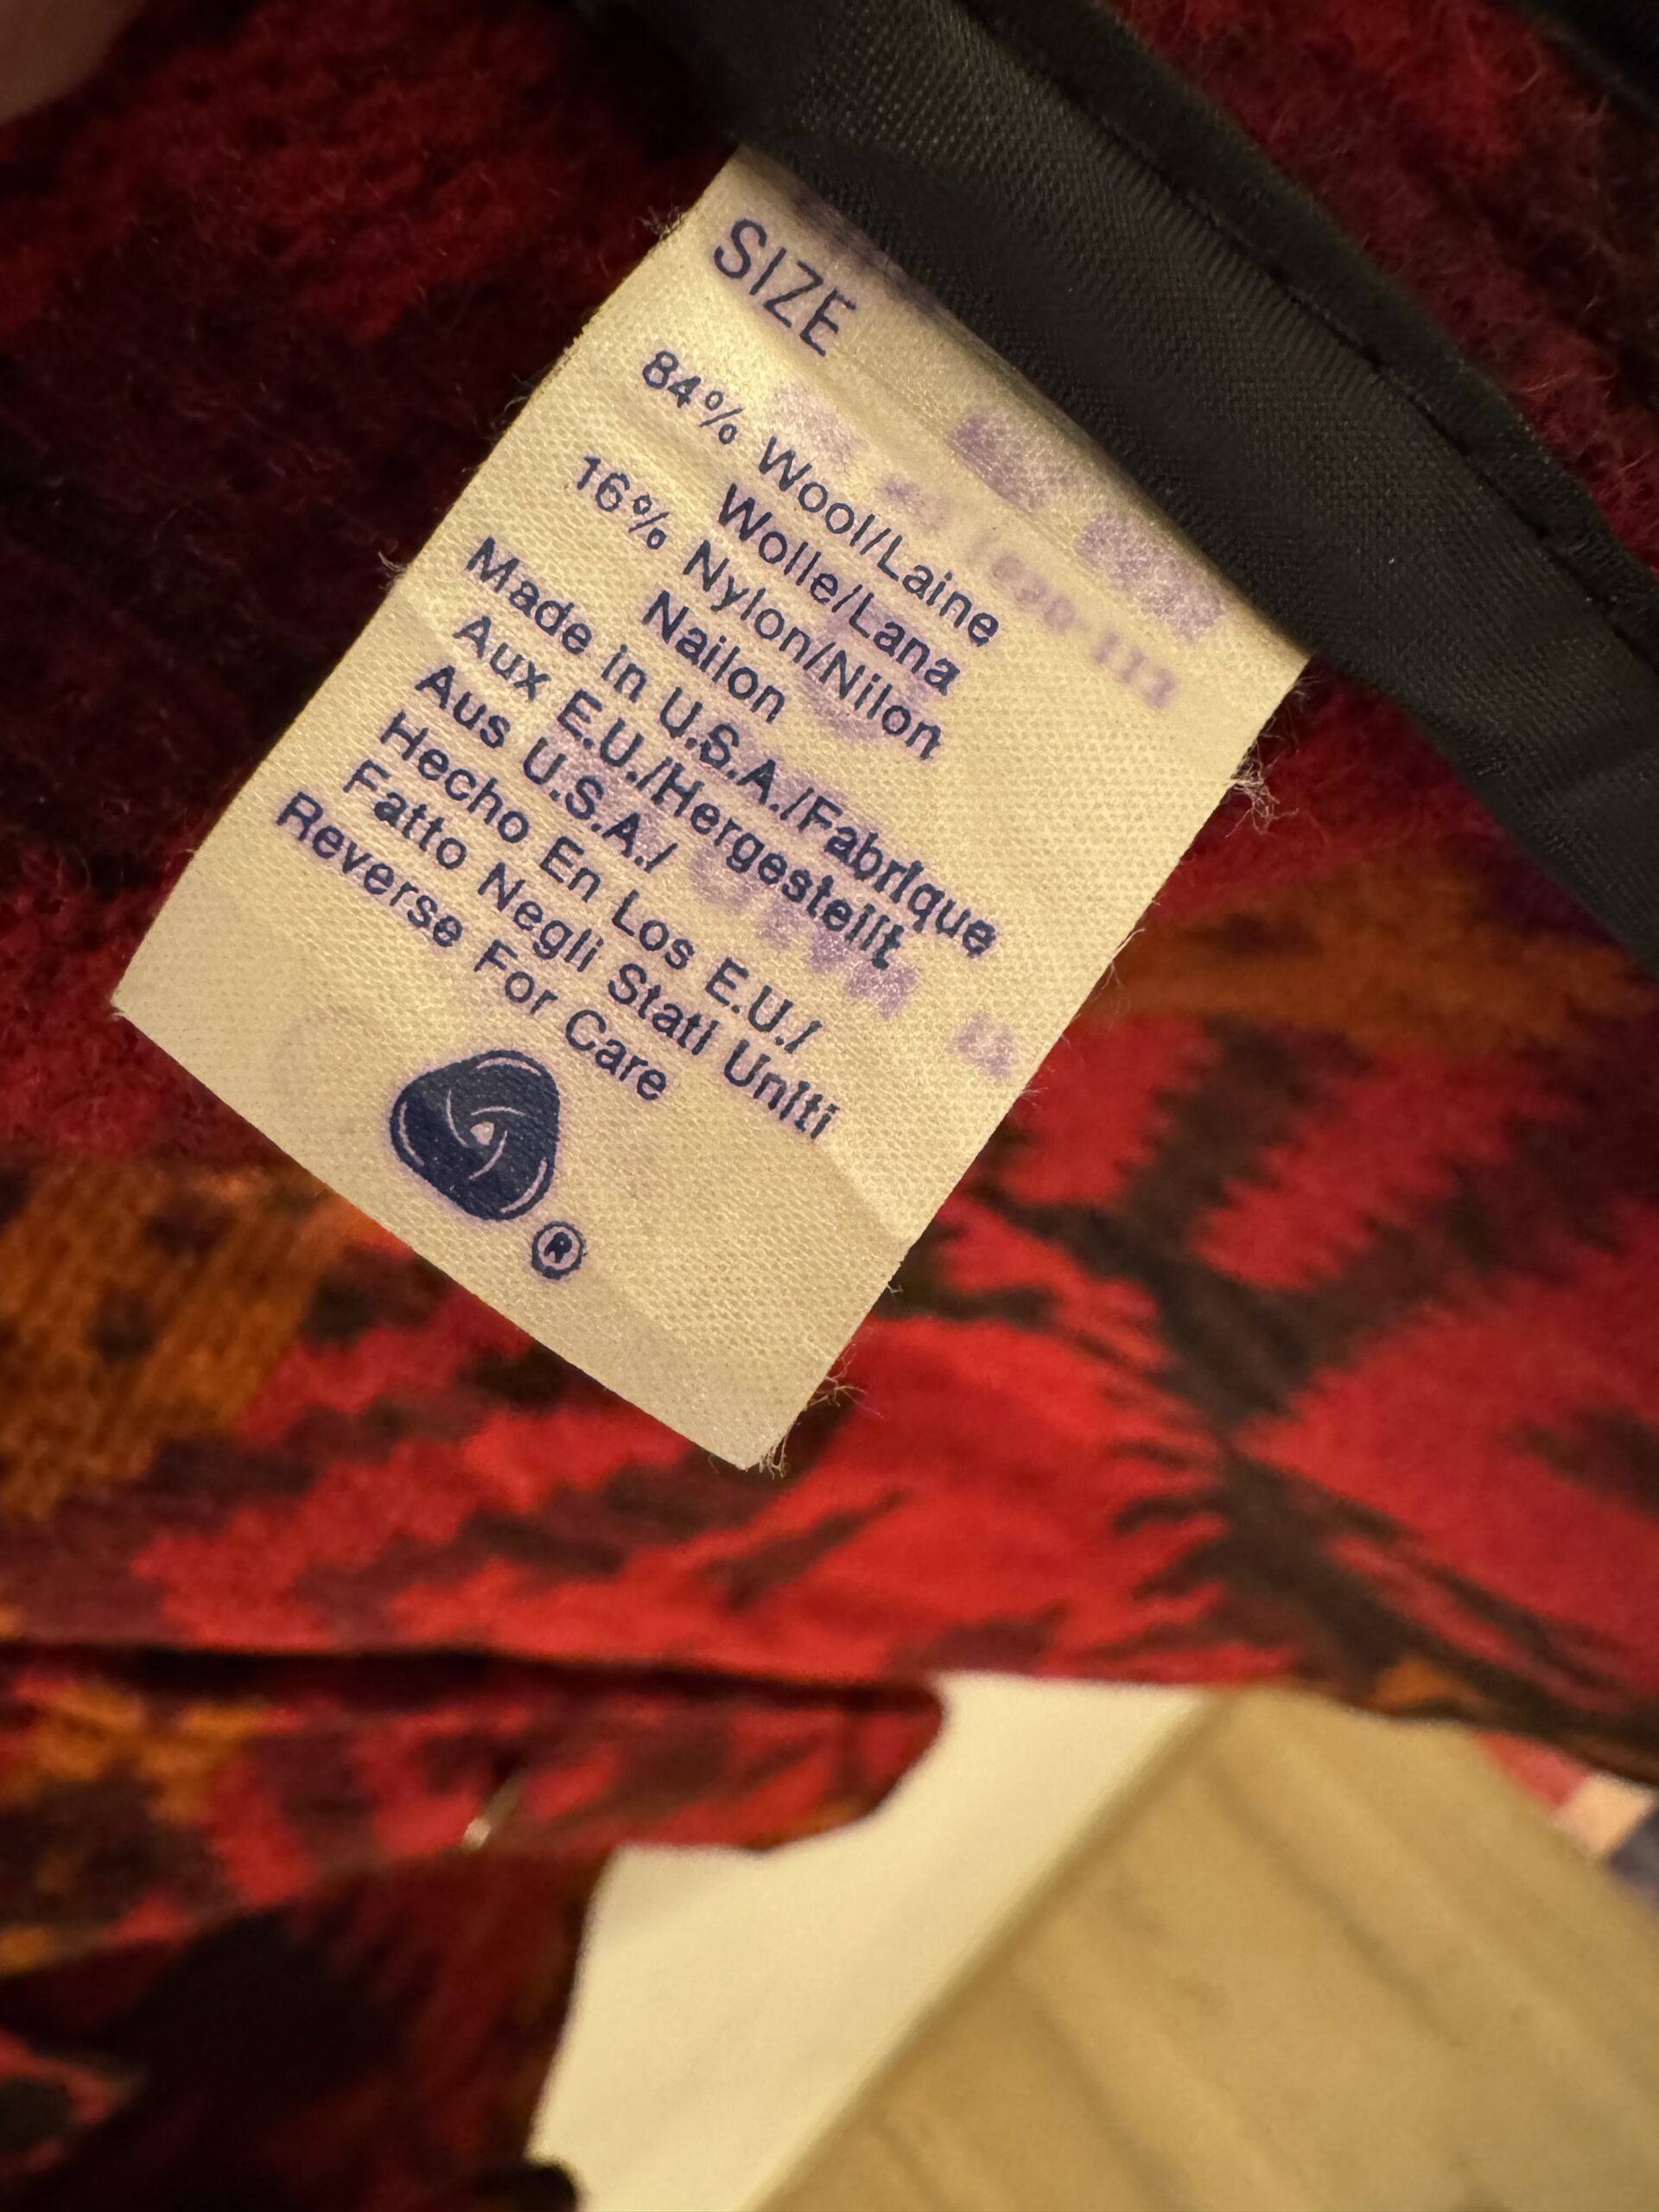 SIZE
84% Wool/Laine
Wolle/Lana
16% Nylon/Nilon
Nailon
Made in U.S.A./Fabrique
Aux E.U./Hergestellt
Aus U.S.A./
Hecho En Los E.U./
Fatto Negli Stati Uniti
Reverse For Care
®